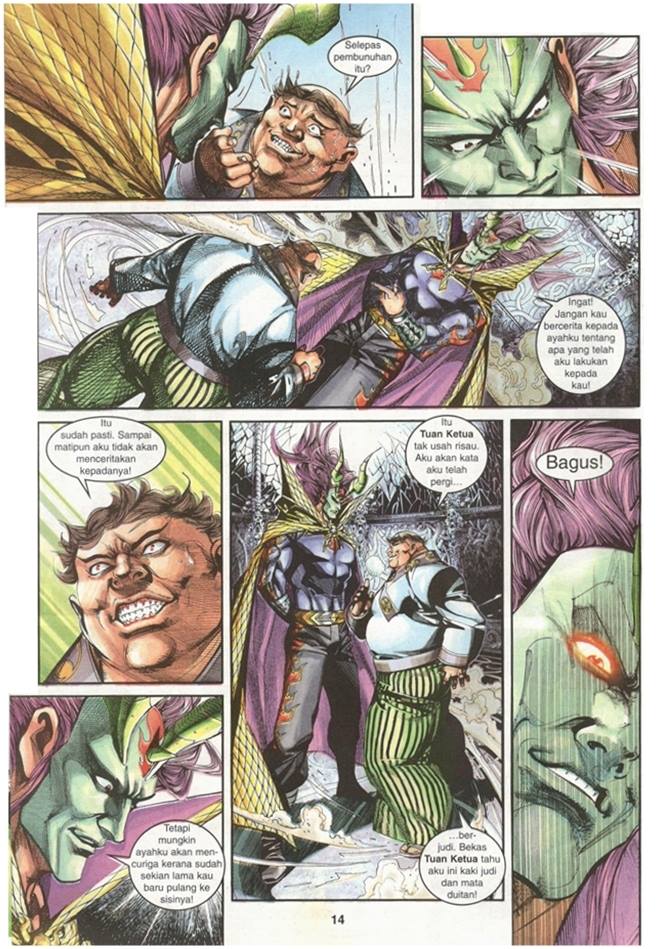 Selepas
pembunuhan
itu?
Ingat!
Jangan kau
bercerita kepada
ayahku tentang
apa yang telah
aku lakukan
kepada
kau!
Itu
sudah pasti. Sampai
matipun aku tidak akan
menceritakan
kepadanya!
Tetapi
mungkin
ayahku akan men-
curiga kerana sudah
sekian lama kau
baru pulang ke
sisinya!
Itu
Tuan Ketua
tak usah risau.
Aku akan kata
aku telah
pergi...
...ber-
judi. Bekas
Tuan Ketua tahu
aku ini kaki judi
dan mata
duitan!
Bagus!
14